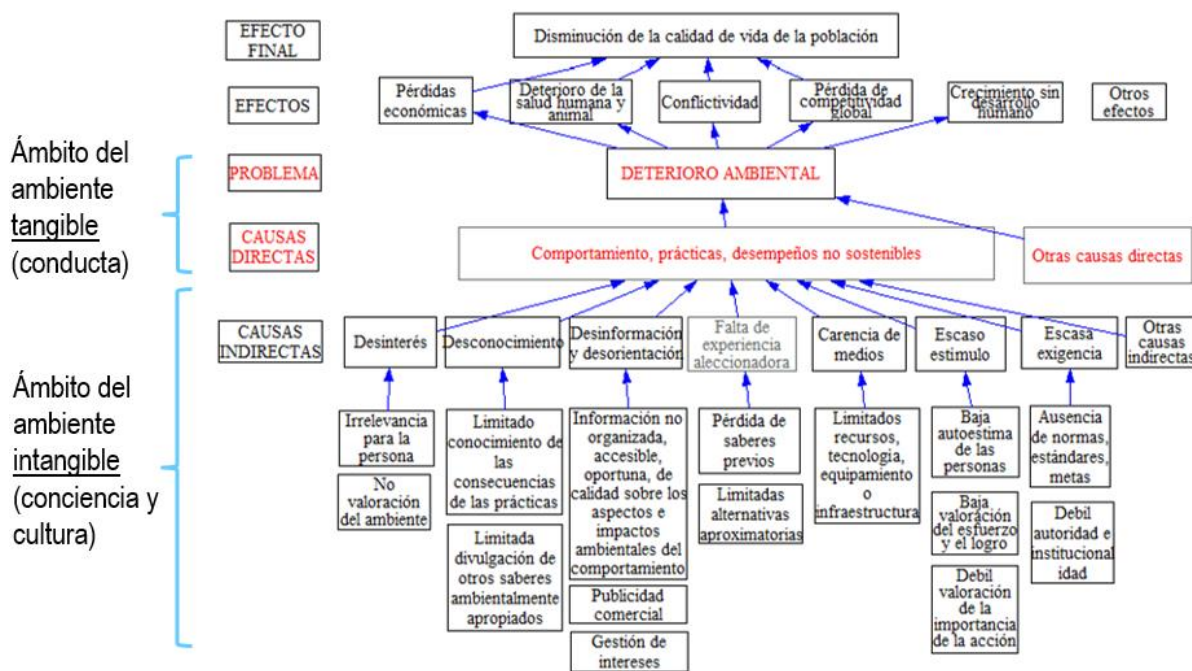 EFECTO
FINAL
Disminución de la calidad de vida de la población
EFECTOS
Pérdidas
económicas
Deterioro de la
salud humana y
animal
Conflictividad
Pérdida de
competitividad
global
Crecimiento sin
desarrollo
humano
Otros
efectos
Ámbito del
ambiente
tangible
(conducta)
PROBLEMA
DETERIORO AMBIENTAL
CAUSAS
DIRECTAS
Comportamiento, prácticas, desempeños no sostenibles
Otras causas directas
CAUSAS
INDIRECTAS
Desinterés
Desconocimiento
Desinformación
y desorientación
Falta de
experiencia
aleccionadora
Carencia de
medios
Escaso
estimulo
Escasa
exigencia
Otras
causas
indirectas
Ámbito del
ambiente
intangible
(conciencia y
cultura)
Irrelevancia
para la
persona
No
valoración
del ambiente
Limitado
conocimiento de
las
consecuencias
de las prácticas
Limitada
divulgación de
otros saberes
ambientalmente
apropiados
Información no
organizada,
accesible,
oportuna, de
calidad sobre los
aspectos e
impactos
ambientales del
comportamiento
Publicidad
comercial
Gestión de
intereses
Pérdida de
saberes
previos
Limitadas
alternativas
aproximatorias
Limitados
recursos,
tecnología,
equipamiento
o
infraestructura
Baja
autoestima
de las
personas
Baja
valoración
del esfuerzo
y el logro
Debil
valoración
de la
importancia
de la acción
Ausencia
de normas,
estándares,
metas
Debil
autoridad e
institucional
idad